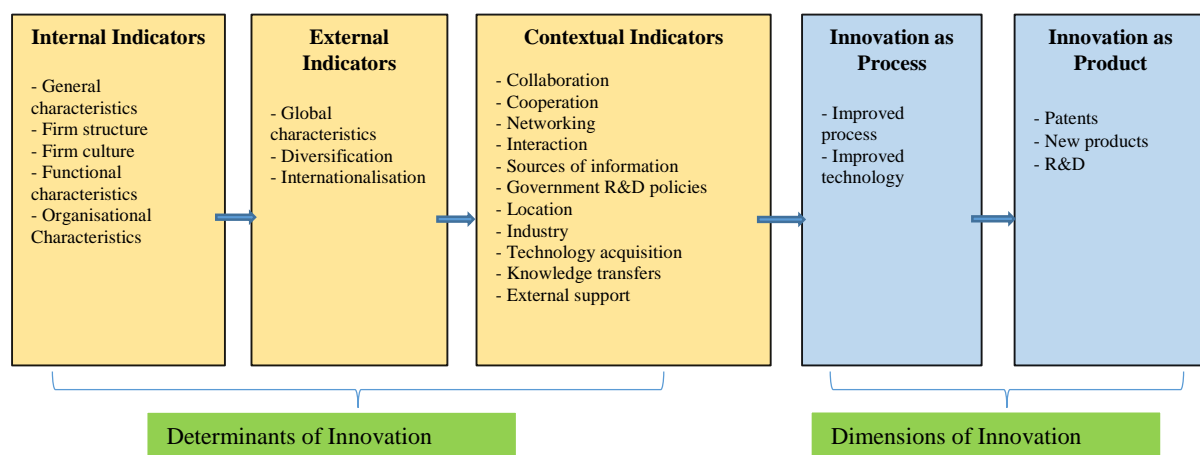 Internal Indicators
- General
characteristics
- Firm structure
- Firm culture
- Functional
characteristics
- Organisational
Characteristics
External
Indicators
- Global
characteristics
- Diversification
- Internationalisation
Contextual Indicators
- Collaboration
- Cooperation
- Networking
- Interaction
- Sources of information
- Government R&D policies
- Location
- Industry
- Technology acquisition
- Knowledge transfers
- External support
Innovation as
Process
- Improved
process
- Improved
technology
Innovation as
Product
- Patents
- New products
- R&D
Determinants of Innovation
Dimensions of Innovation